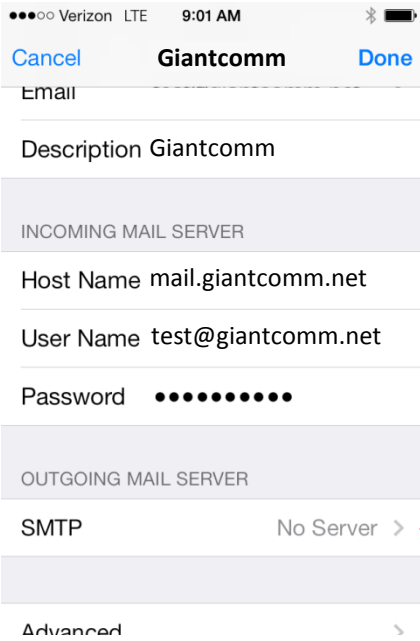 Verizon LTE 9:01 AM
Cancel Giantcomm Done
Email
Description Giantcomm
INCOMING MAIL SERVER
Host Name mail.giantcomm.net
User Name test@giantcomm.net
Password ••••••••••
OUTGOING MAIL SERVER
SMTP No Server >
Advanced >